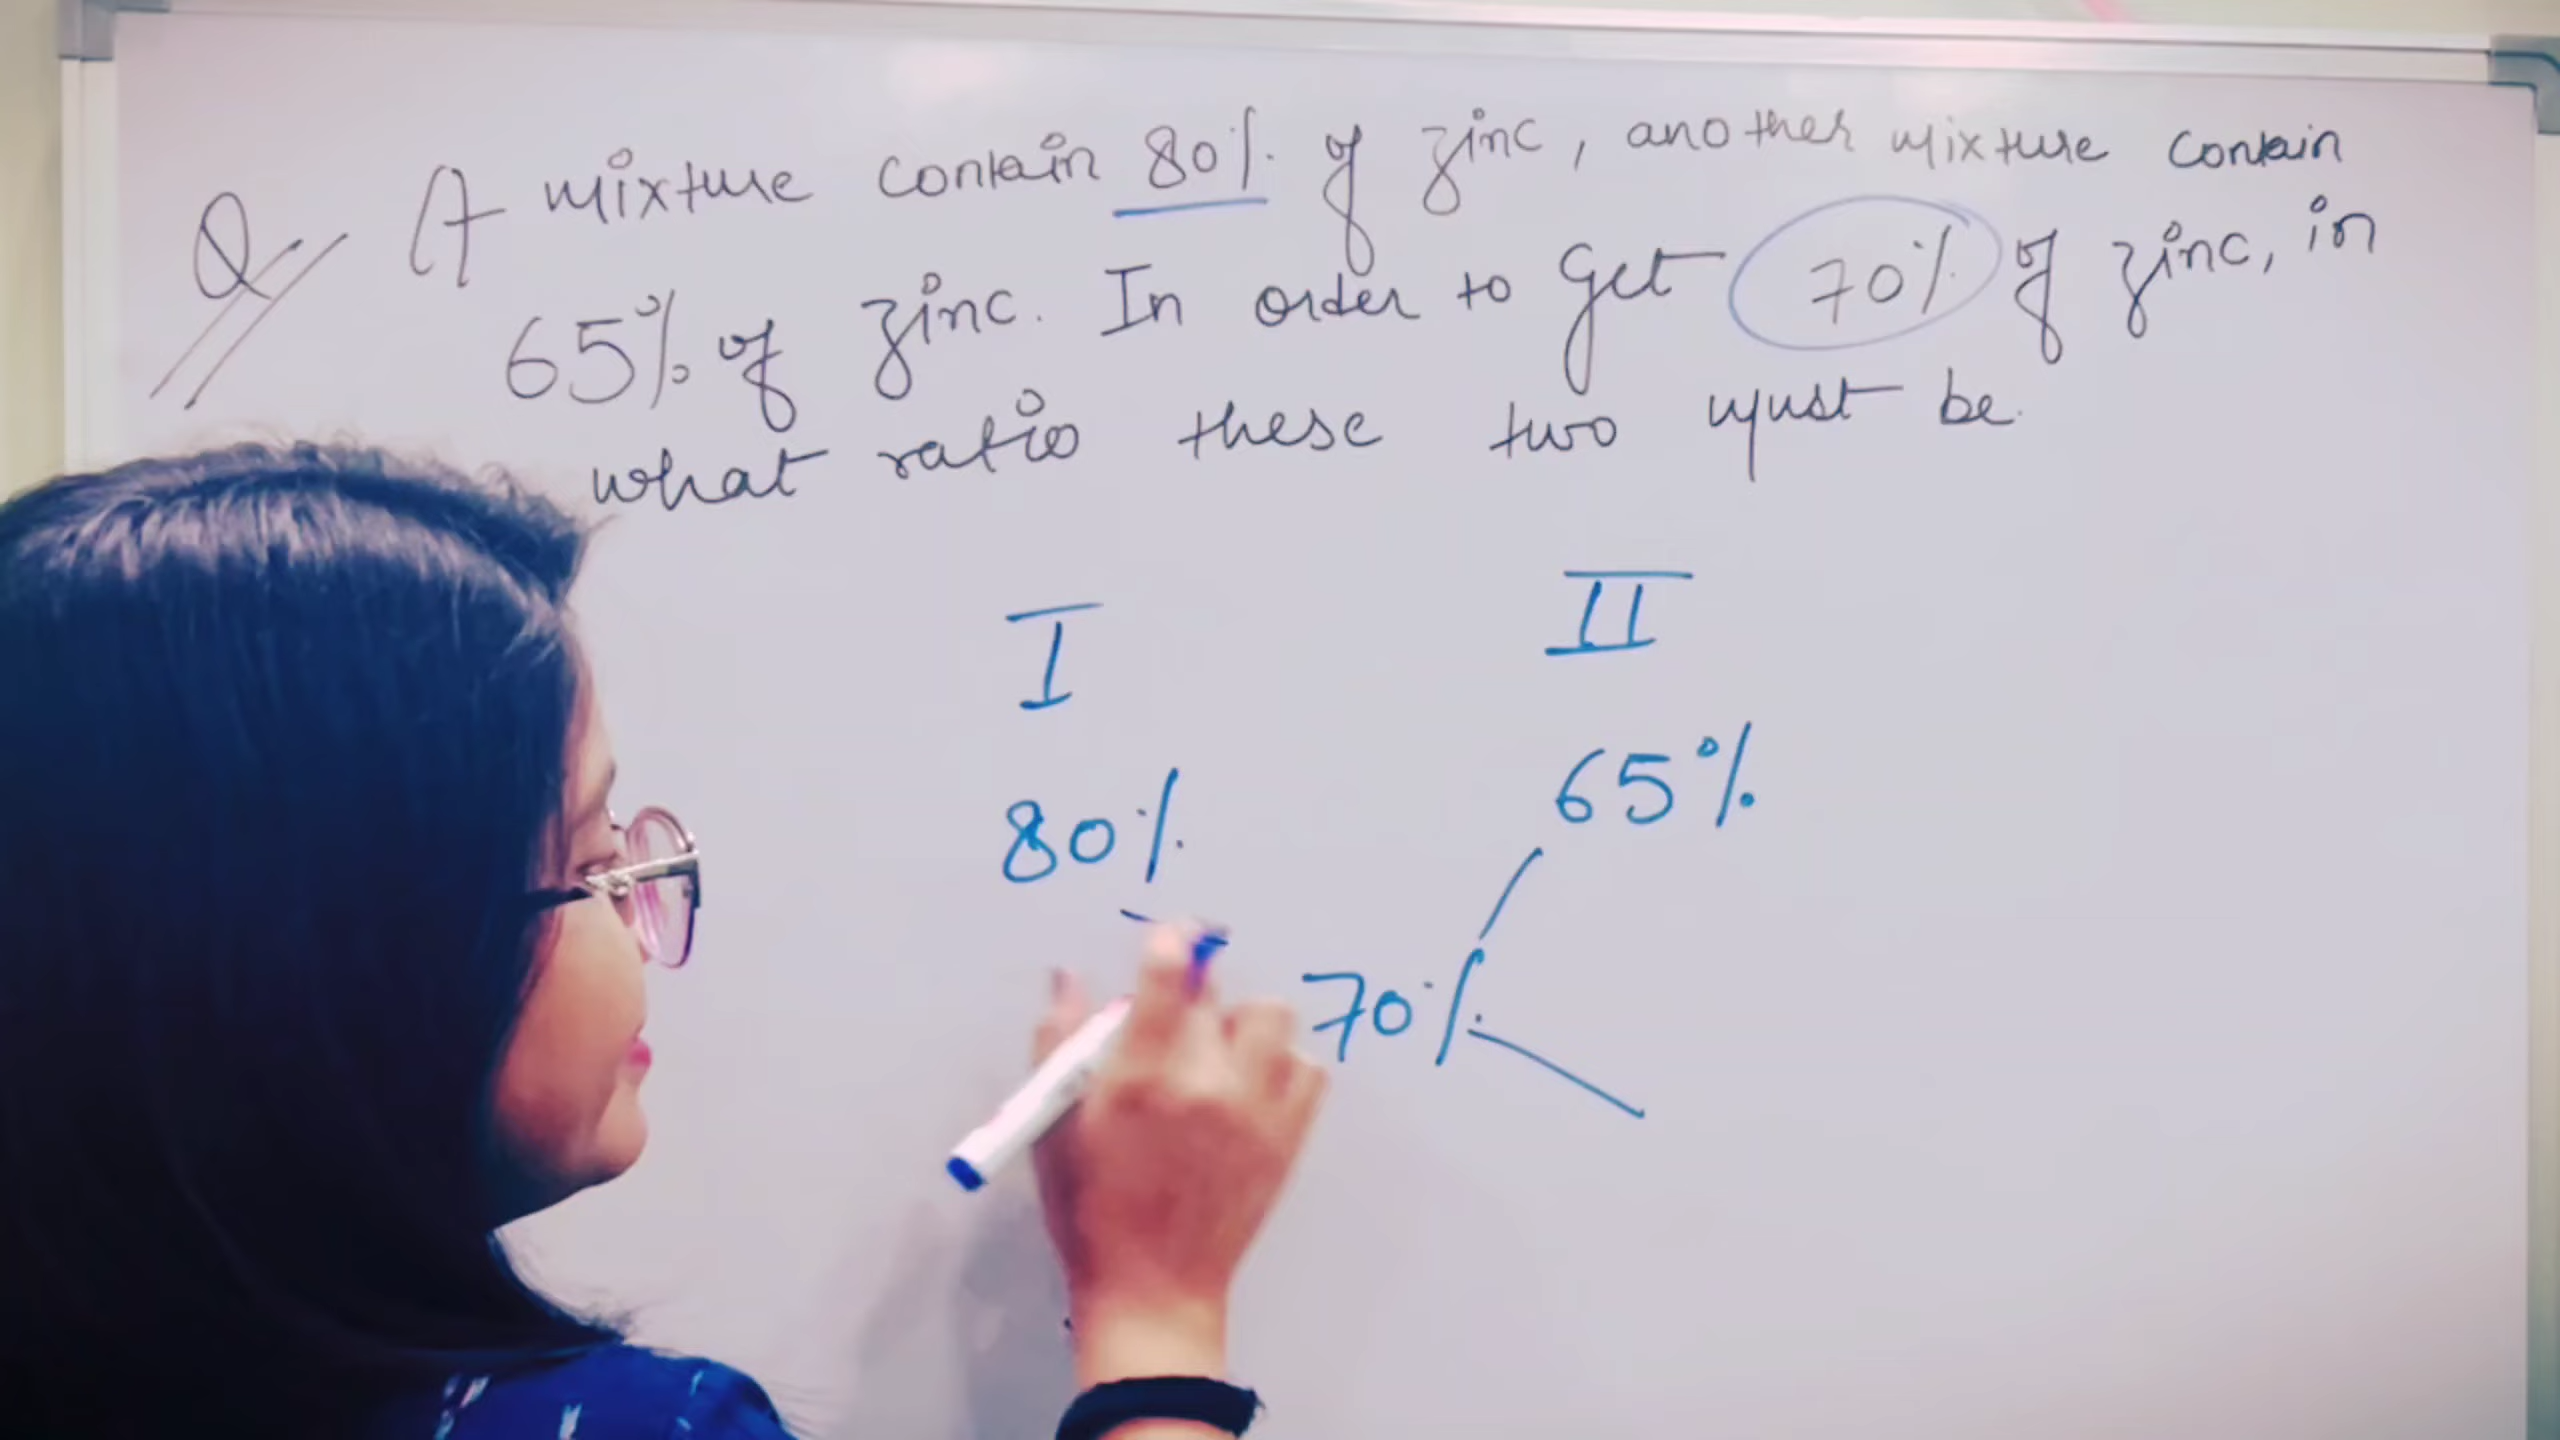 Q A mixture contain 80% of zinc, another mixture contain
65% of zinc. In order to get 70% of zinc, in
what ratio these two must be.
I II
80% 65%
70%